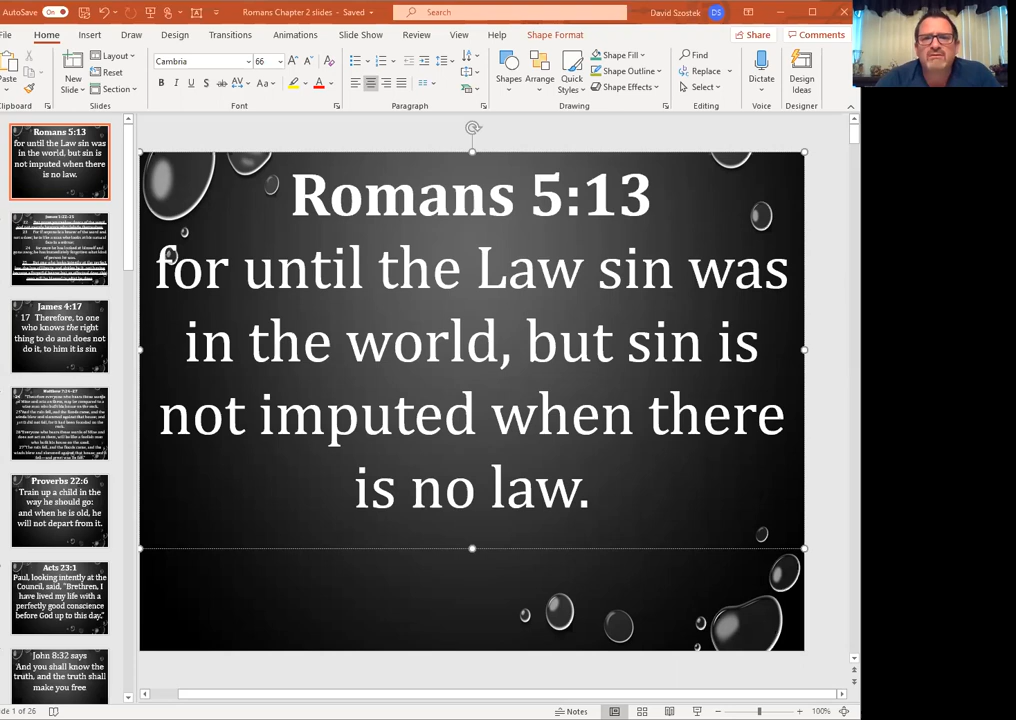 AutoSave On
Romans Chapter 2 slides - Saved
Search
David Szostek DS
File Home Insert Draw Design Transitions Animations Slide Show Review View Help Shape Format
Share Comments
Paste
New Slide
Layout
Reset
Section
Cambria 66
Shapes
Arrange
Quick Styles
Shape Fill
Shape Outline
Shape Effects
Find
Replace
Select
Dictate
Design Ideas
Clipboard Slides Font Paragraph Drawing Editing Voice Designer
Romans 5:13
for until the Law sin was
in the world, but sin is
not imputed when there
is no law.
James 4:17
17 Therefore, to one
who knows the right
thing to do and does not
do it, to him it is sin
Proverbs 22:6
Train up a child in the
way he should go:
and when he is old, he
will not depart from it.
Acts 23:1
Paul, looking intently at the
Council, said, "Brethren, I
have lived my life with a
perfectly good conscience
before God up to this day."
John 8:32 says
And you shall know the
truth, and the truth shall
make you free
Romans 5:13
for until the Law sin was
in the world, but sin is
not imputed when there
is no law.
Slide 1 of 26
Notes
100%